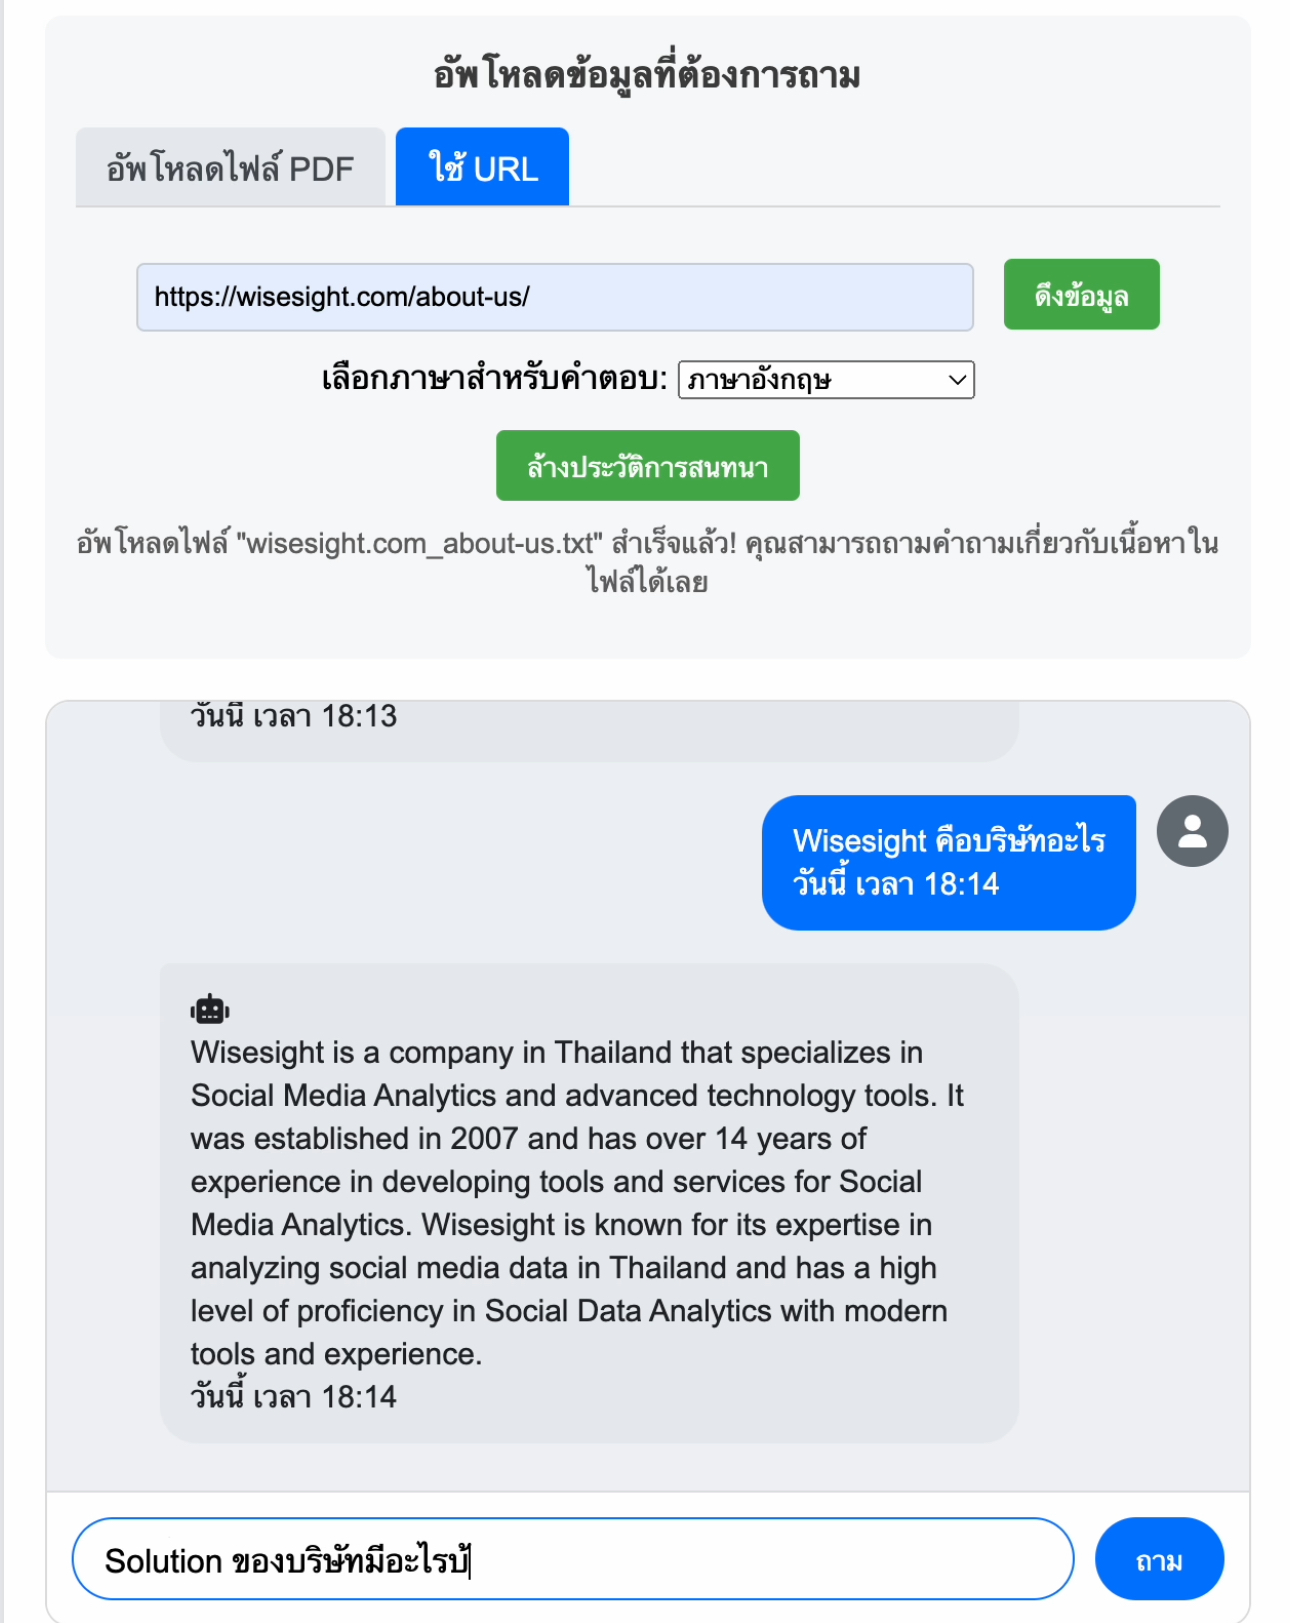 อัพโหลดข้อมูลที่ต้องการถาม
อัพโหลดไฟล์ PDF
ใช้ URL
https://wisesight.com/about-us/
ดึงข้อมูล
เลือกภาษาสำหรับคำตอบ:
ภาษาอังกฤษ
ล้างประวัติการสนทนา
อัพโหลดไฟล์ "wisesight.com_about-us.txt" สำเร็จแล้ว! คุณสามารถถามคำถามเกี่ยวกับเนื้อหาใน
ไฟล์ได้เลย
วันนี้ เวลา 18:13
Wisesight คือบริษัทอะไร
วันนี้ เวลา 18:14
Wisesight is a company in Thailand that specializes in
Social Media Analytics and advanced technology tools. It
was established in 2007 and has over 14 years of
experience in developing tools and services for Social
Media Analytics. Wisesight is known for its expertise in
analyzing social media data in Thailand and has a high
level of proficiency in Social Data Analytics with modern
tools and experience.
วันนี้ เวลา 18:14
Solution ของบริษัทมีอะไรบ้
ถาม